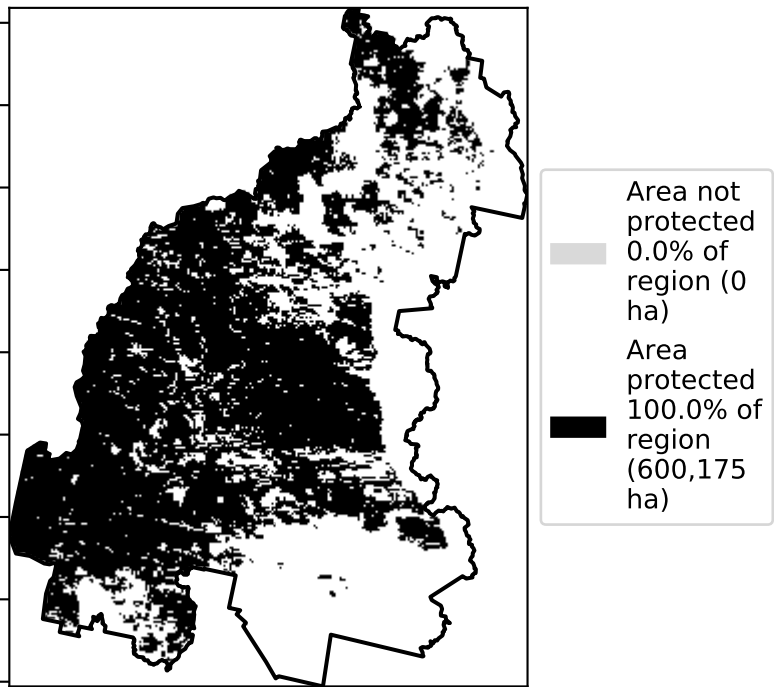 Area not
protected
0.0% of
region (0
ha)
Area
protected
100.0% of
region
(600,175
ha)